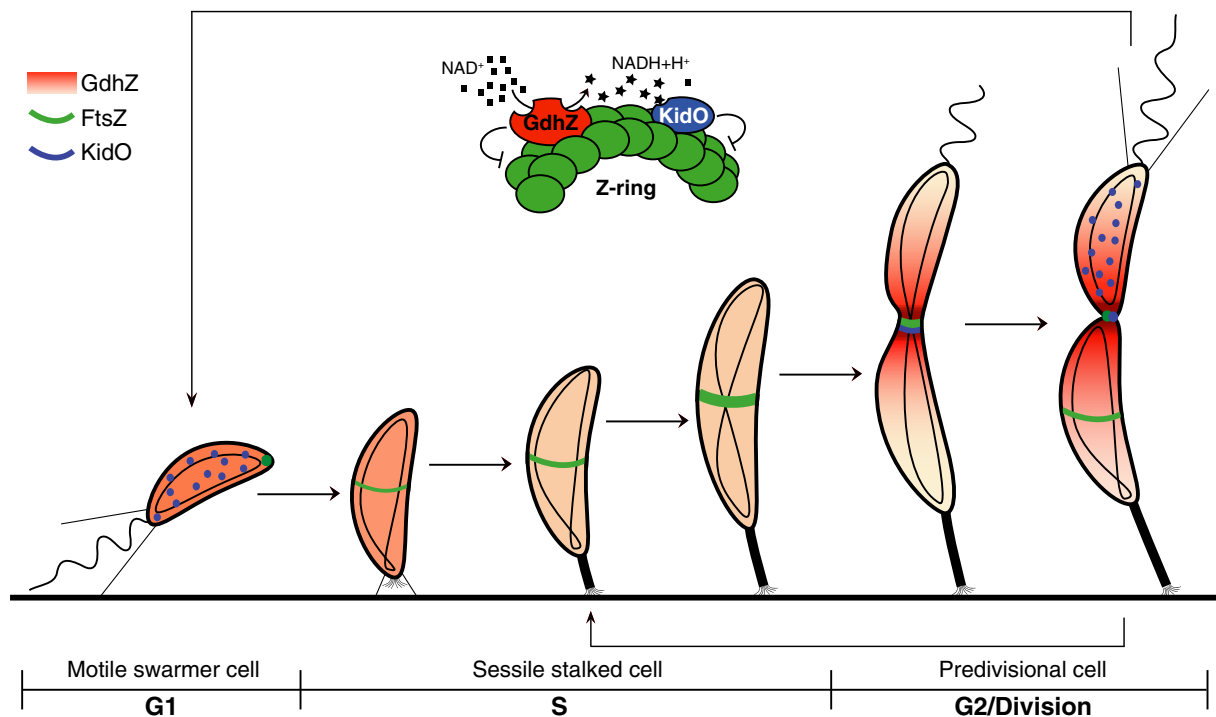 GdhZ
FtsZ
KidO
NAD⁺
NADH+H⁺
GdhZ
KidO
Z-ring
Motile swarmer cell
Sessile stalked cell
Predivisional cell
G1
S
G2/Division